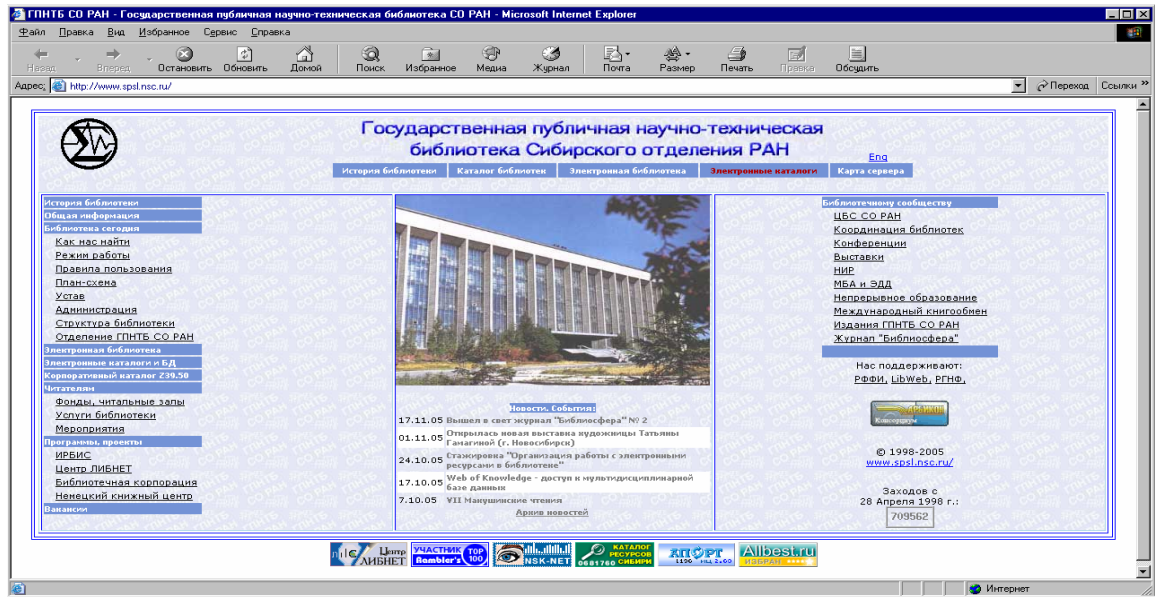 ГПНТБ СО РАН - Государственная публичная научно-техническая библиотека СО РАН - Microsoft Internet Explorer
Файл Правка Вид Избранное Сервис Справка
Назад Вперед Остановить Обновить Домой Поиск Избранное Медиа Журнал Почта Размер Печать Правка Обсудить
Адрес: http://www.spsl.nsc.ru/ Переход Ссылки »
Государственная публичная научно-техническая
библиотека Сибирского отделения РАН
Eng
История библиотеки Каталог библиотек Электронная библиотека Электронные каталоги Карта сервера
История библиотеки
Общая информация
Библиотека сегодня
Как нас найти
Режим работы
Правила пользования
План-схема
Устав
Администрация
Структура библиотеки
Отделение ГПНТБ СО РАН
Электронная библиотека
Электронные каталоги и БД
Корпоративный каталог Z39.50
Читателям
Фонды, читальные залы
Услуги библиотеки
Мероприятия
Программы, проекты
ИРБИС
Центр ЛИБНЕТ
Библиотечная корпорация
Немецкий книжный центр
Вакансии
Новости, События:
17.11.05 Вышел в свет журнал "Библиосфера" № 2
01.11.05 Открылась новая выставка художницы Татьяны
Гамагиной (г. Новосибирск)
24.10.05 Стажировка "Организация работы с электронными
ресурсами в библиотеке"
17.10.05 Web of Knowledge - доступ к мультидисциплинарной
базе данных
7.10.05 VII Макушинские чтения
Архив новостей
Библиотечному сообществу
ЦБС СО РАН
Координация библиотек
Конференции
Выставки
НИР
МБА и ЭДД
Непрерывное образование
Международный книгообмен
Издания ГПНТБ СО РАН
Журнал "Библиосфера"
Нас поддерживают:
РФФИ, LibWeb, РГНФ,
Консорциум
© 1998-2005
www.spsl.nsc.ru/
Заходов с
28 Апреля 1998 г.:
709562
Центр
ЛИБНЕТ
УЧАСТНИК
Rambler's
TOP
100
NSK-NET
КАТАЛОГ
РЕСУРСОВ
СИБИРИ
0681760
АПОРТ
Allbest.ru
ИЗБРАН
Интернет